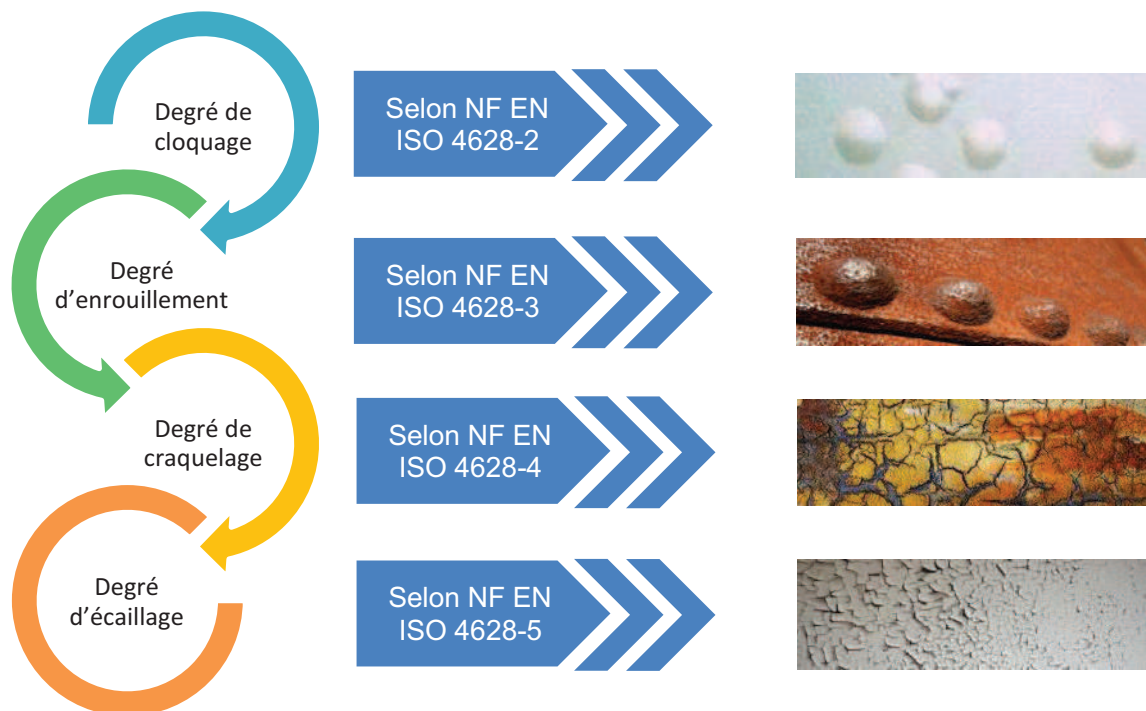 Degré de
cloquage
Selon NF EN
ISO 4628-2
Degré
d’enrouillement
Selon NF EN
ISO 4628-3
Degré de
craquelage
Selon NF EN
ISO 4628-4
Degré
d’écaillage
Selon NF EN
ISO 4628-5